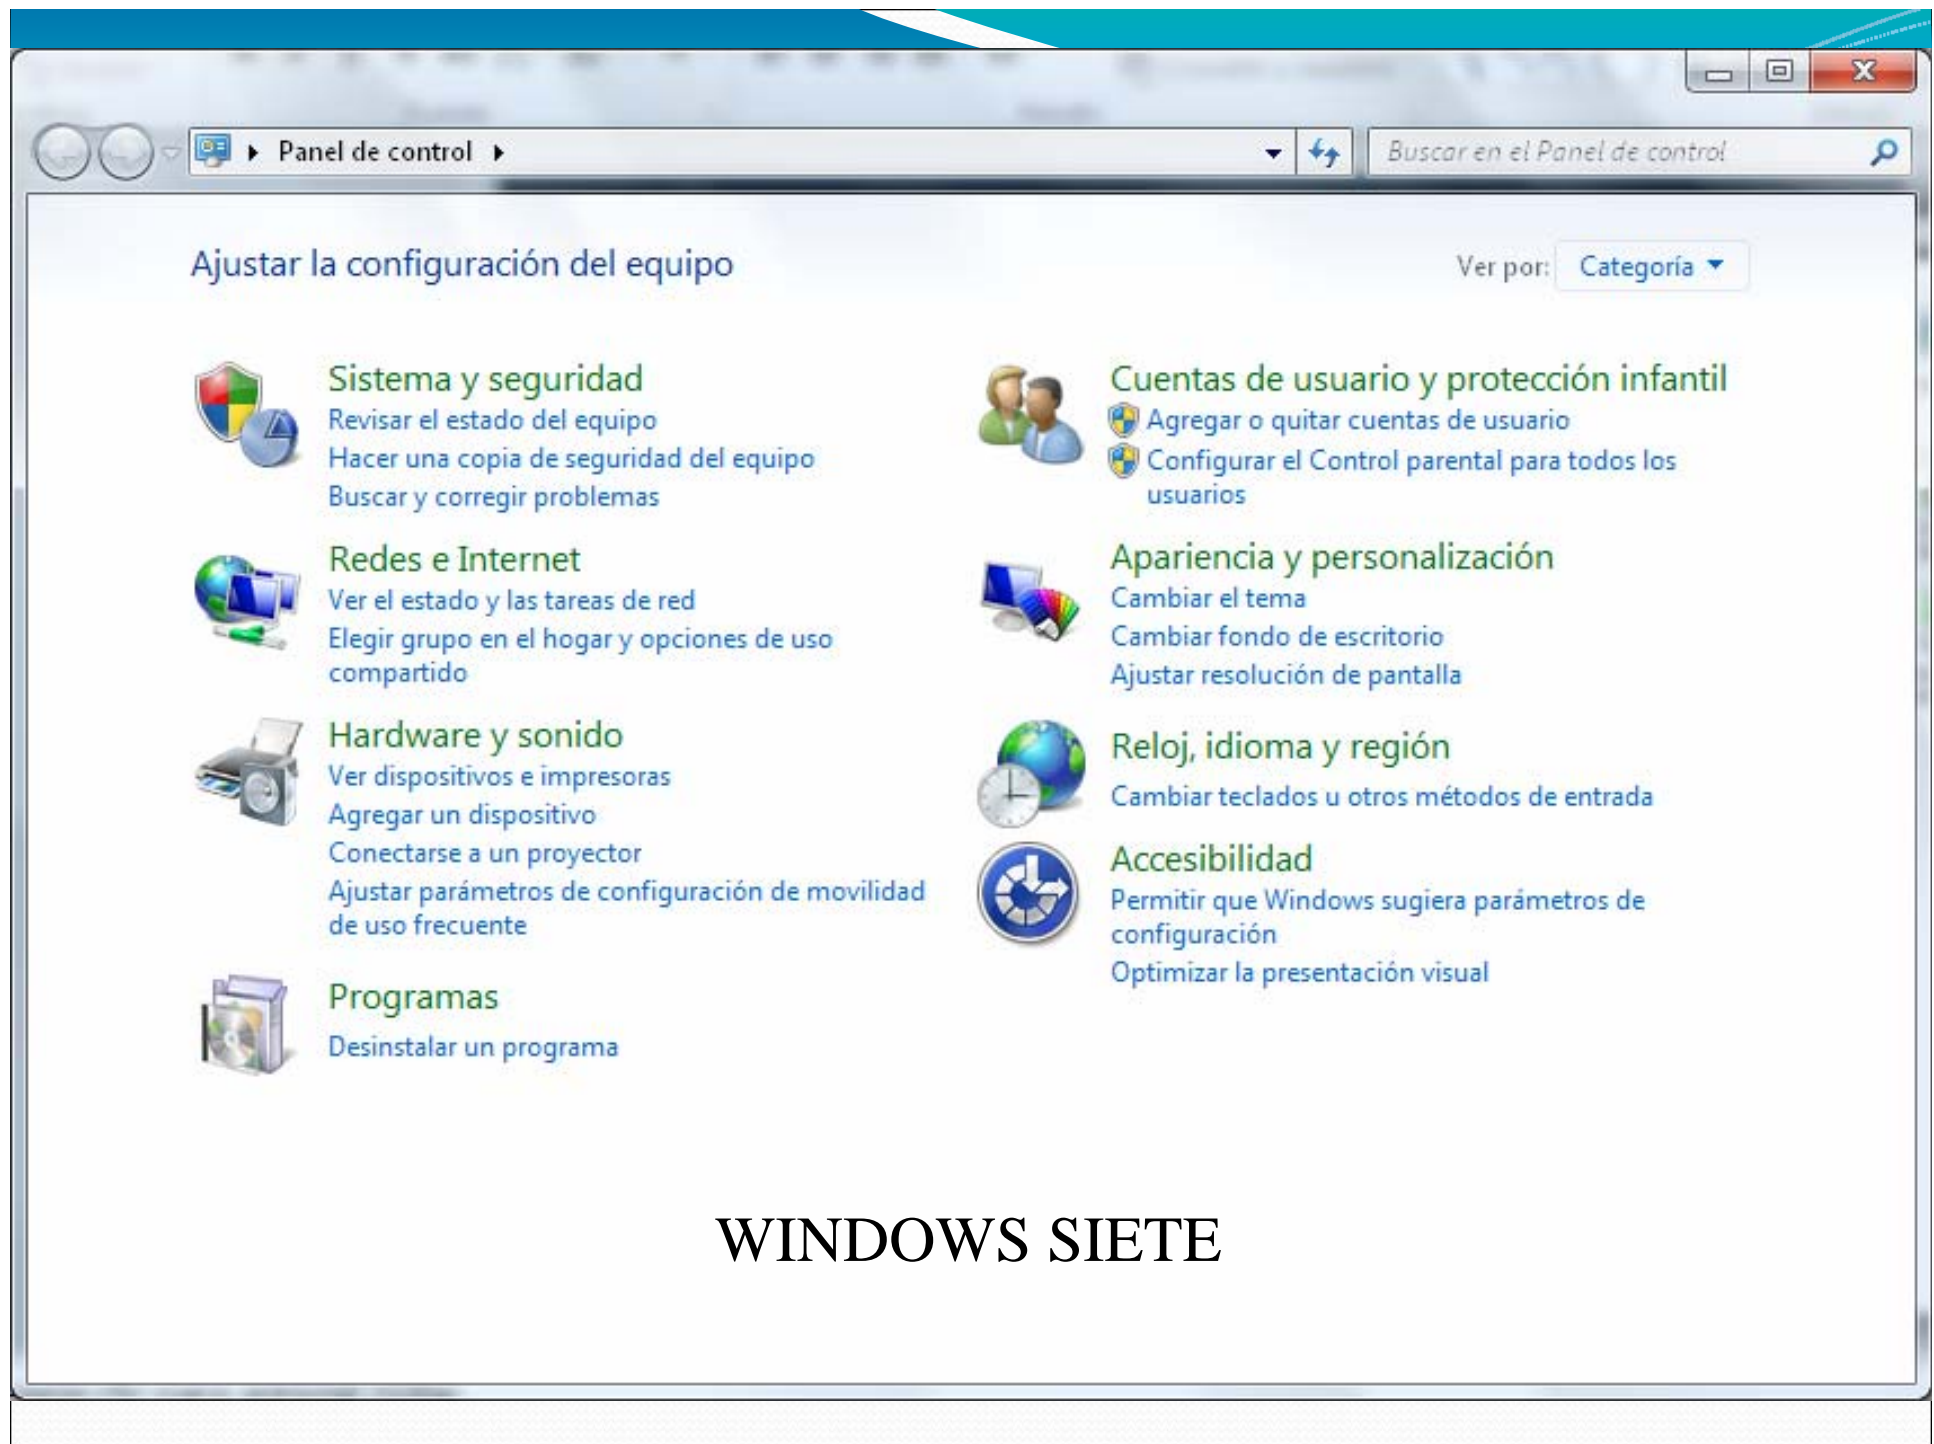 Panel de control
Buscar en el Panel de control
Ajustar la configuración del equipo
Ver por: Categoría
Sistema y seguridad
Revisar el estado del equipo
Hacer una copia de seguridad del equipo
Buscar y corregir problemas
Redes e Internet
Ver el estado y las tareas de red
Elegir grupo en el hogar y opciones de uso
compartido
Hardware y sonido
Ver dispositivos e impresoras
Agregar un dispositivo
Conectarse a un proyector
Ajustar parámetros de configuración de movilidad
de uso frecuente
Programas
Desinstalar un programa
Cuentas de usuario y protección infantil
Agregar o quitar cuentas de usuario
Configurar el Control parental para todos los
usuarios
Apariencia y personalización
Cambiar el tema
Cambiar fondo de escritorio
Ajustar resolución de pantalla
Reloj, idioma y región
Cambiar teclados u otros métodos de entrada
Accesibilidad
Permitir que Windows sugiera parámetros de
configuración
Optimizar la presentación visual
WINDOWS SIETE